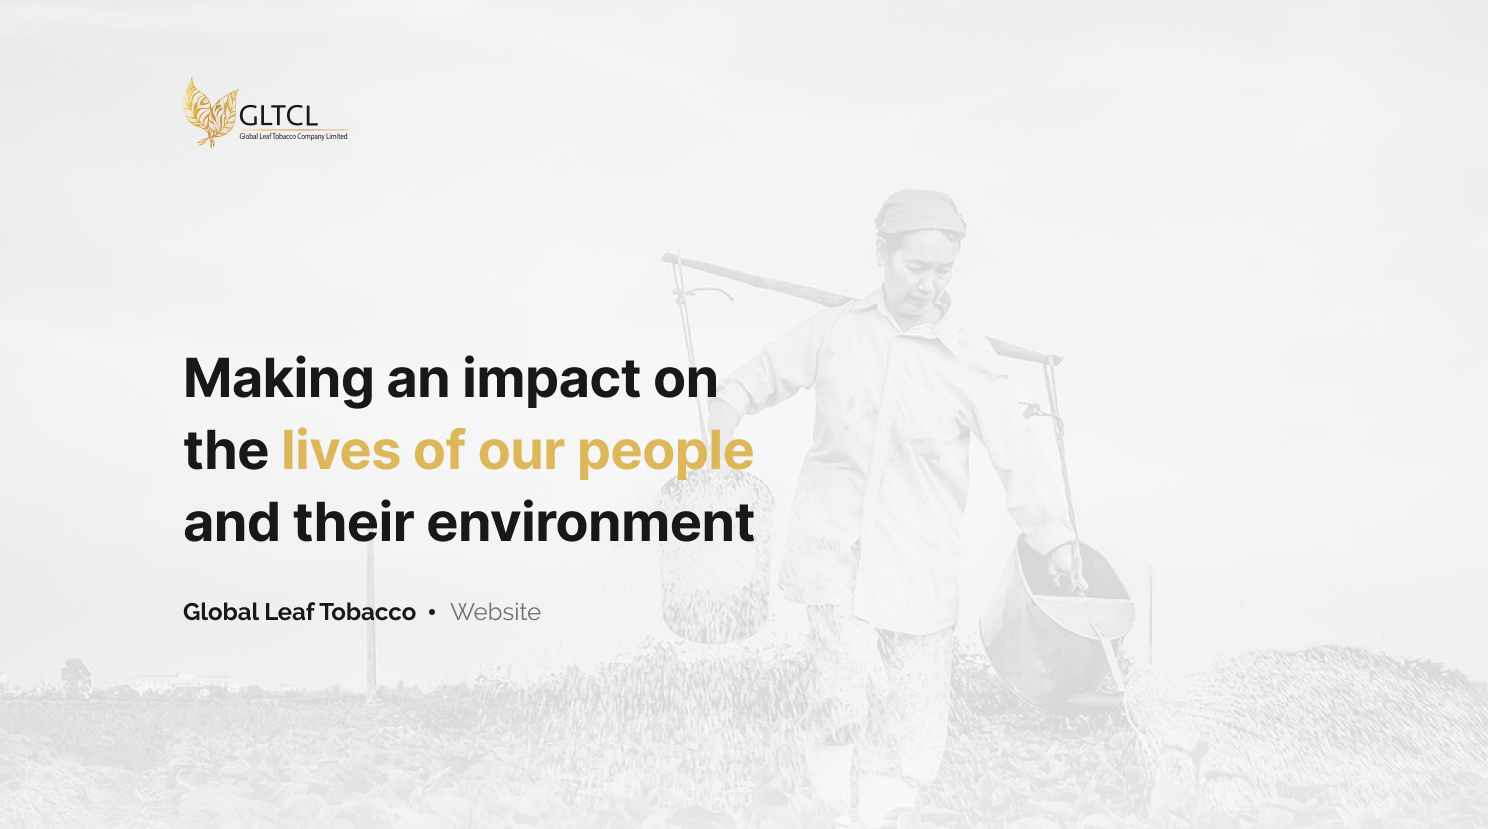 GLTCL
Global Leaf Tobacco Company Limited
Making an impact on
the lives of our people
and their environment
Global Leaf Tobacco • Website